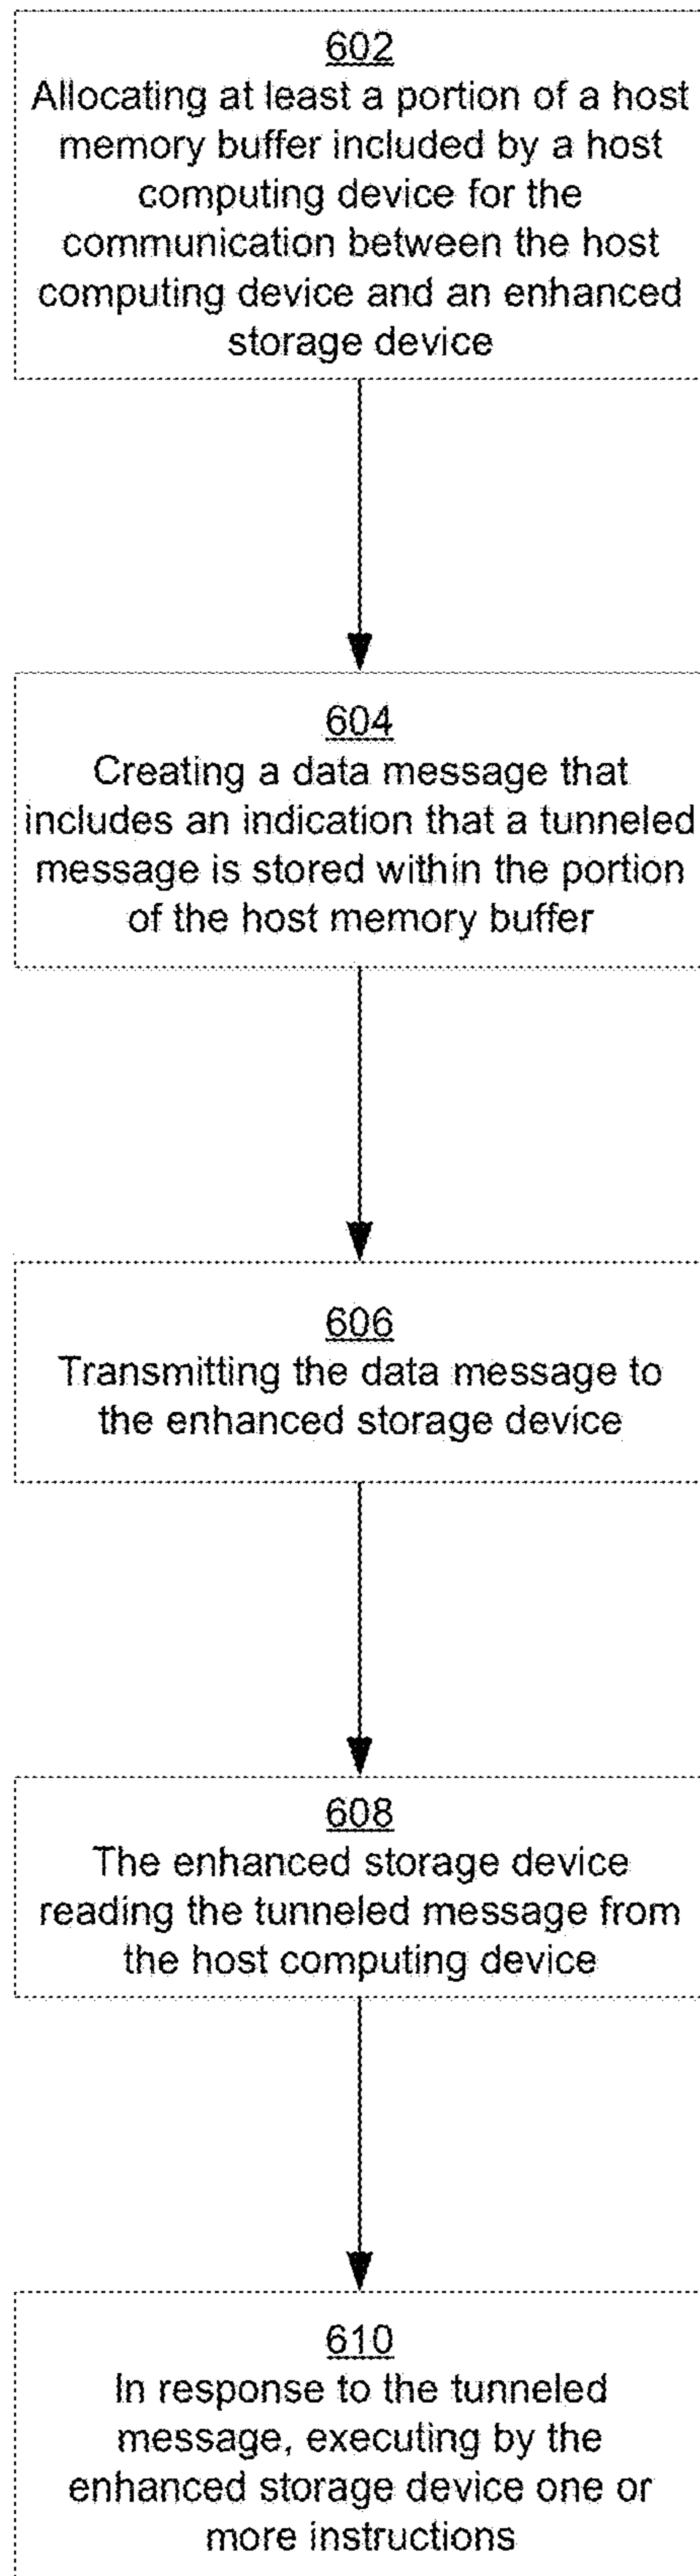 602
Allocating at least a portion of a host
memory buffer included by a host
computing device for the
communication between the host
computing device and an enhanced
storage device
604
Creating a data message that
includes an indication that a tunneled
message is stored within the portion
of the host memory buffer
606
Transmitting the data message to
the enhanced storage device
608
The enhanced storage device
reading the tunneled message from
the host computing device
610
In response to the tunneled
message, executing by the
enhanced storage device one or
more instructions